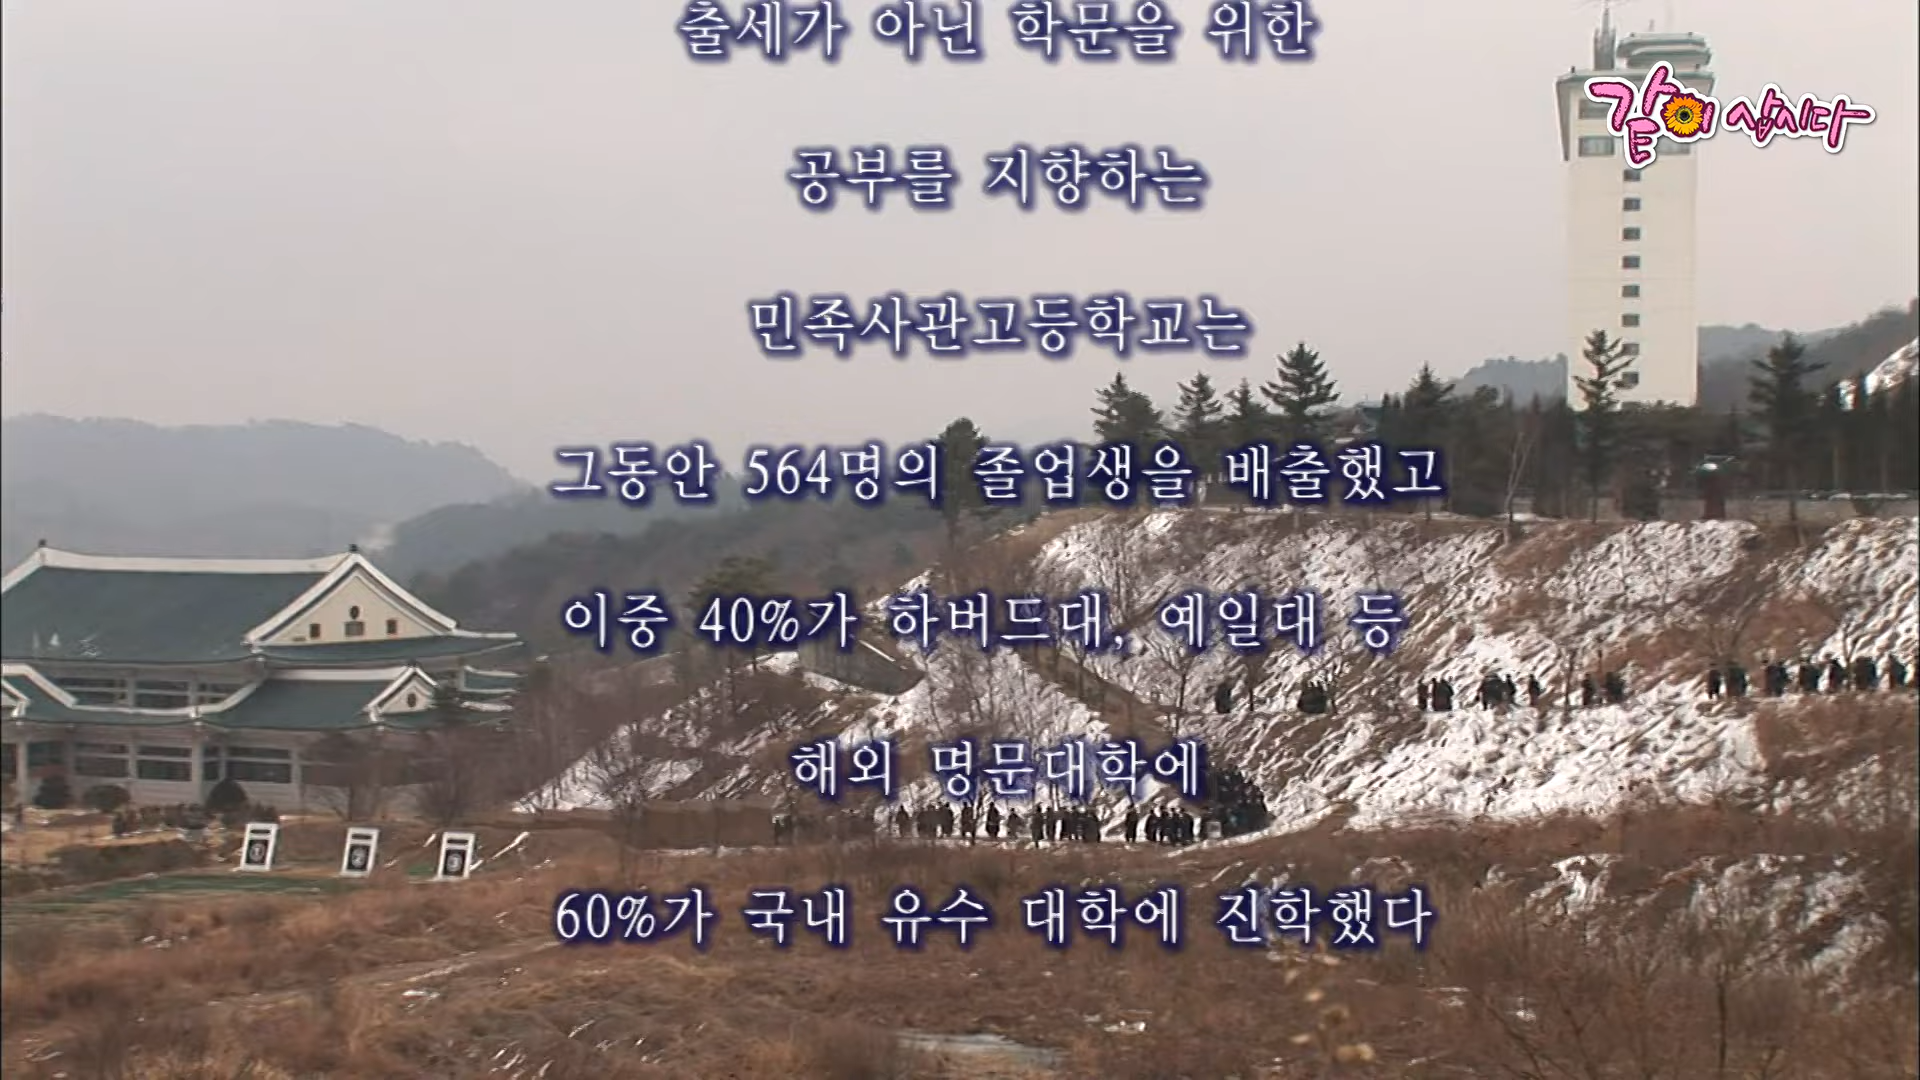 출세가 아닌 학문을 위한
같이 삽시다
공부를 지향하는
민족사관고등학교는
그동안 564명의 졸업생을 배출했고
이중 40%가 하버드대, 예일대 등
해외 명문대학에
60%가 국내 유수 대학에 진학했다
1 2 3